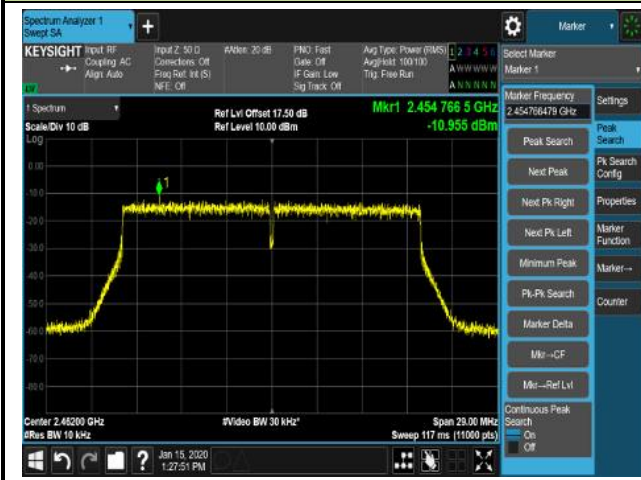 Spectrum Analyzer 1
Swept SA
+
Marker
KEYSIGHT
Input: RF
Coupling: AC
Align: Auto
Input Z: 50 Ω
Corrections: Off
Freq Ref: Int (S)
NFE: Off
#Atten: 20 dB
PNO: Fast
Gate: Off
IF Gain: Low
Sig Track: Off
Avg Type: Power (RMS)
Avg|Hold: 100/100
Trig: Free Run
1 2 3 4 5 6
A W W W W W
A N N N N N
Select Marker
Marker 1
1 Spectrum
Scale/Div 10 dB
Log
Ref Lvl Offset 17.50 dB
Ref Level 10.00 dBm
Mkr1 2.454 766 5 GHz
-10.955 dBm
1
0.00
-10.0
-20.0
-30.0
-40.0
-50.0
-60.0
-70.0
-80.0
Center 2.46200 GHz
#Res BW 10 kHz
#Video BW 30 kHz*
Span 29.00 MHz
Sweep 117 ms (11000 pts)
Marker Frequency
2.454766479 GHz
Peak Search
Next Peak
Next Pk Right
Next Pk Left
Minimum Peak
Pk-Pk Search
Marker Delta
Mkr→CF
Mkr→Ref Lvl
Continuous Peak
Search
On
Off
Settings
Peak
Search
Pk Search
Config
Properties
Marker
Function
Marker→
Counter
?
Jan 15, 2020
1:27:51 PM